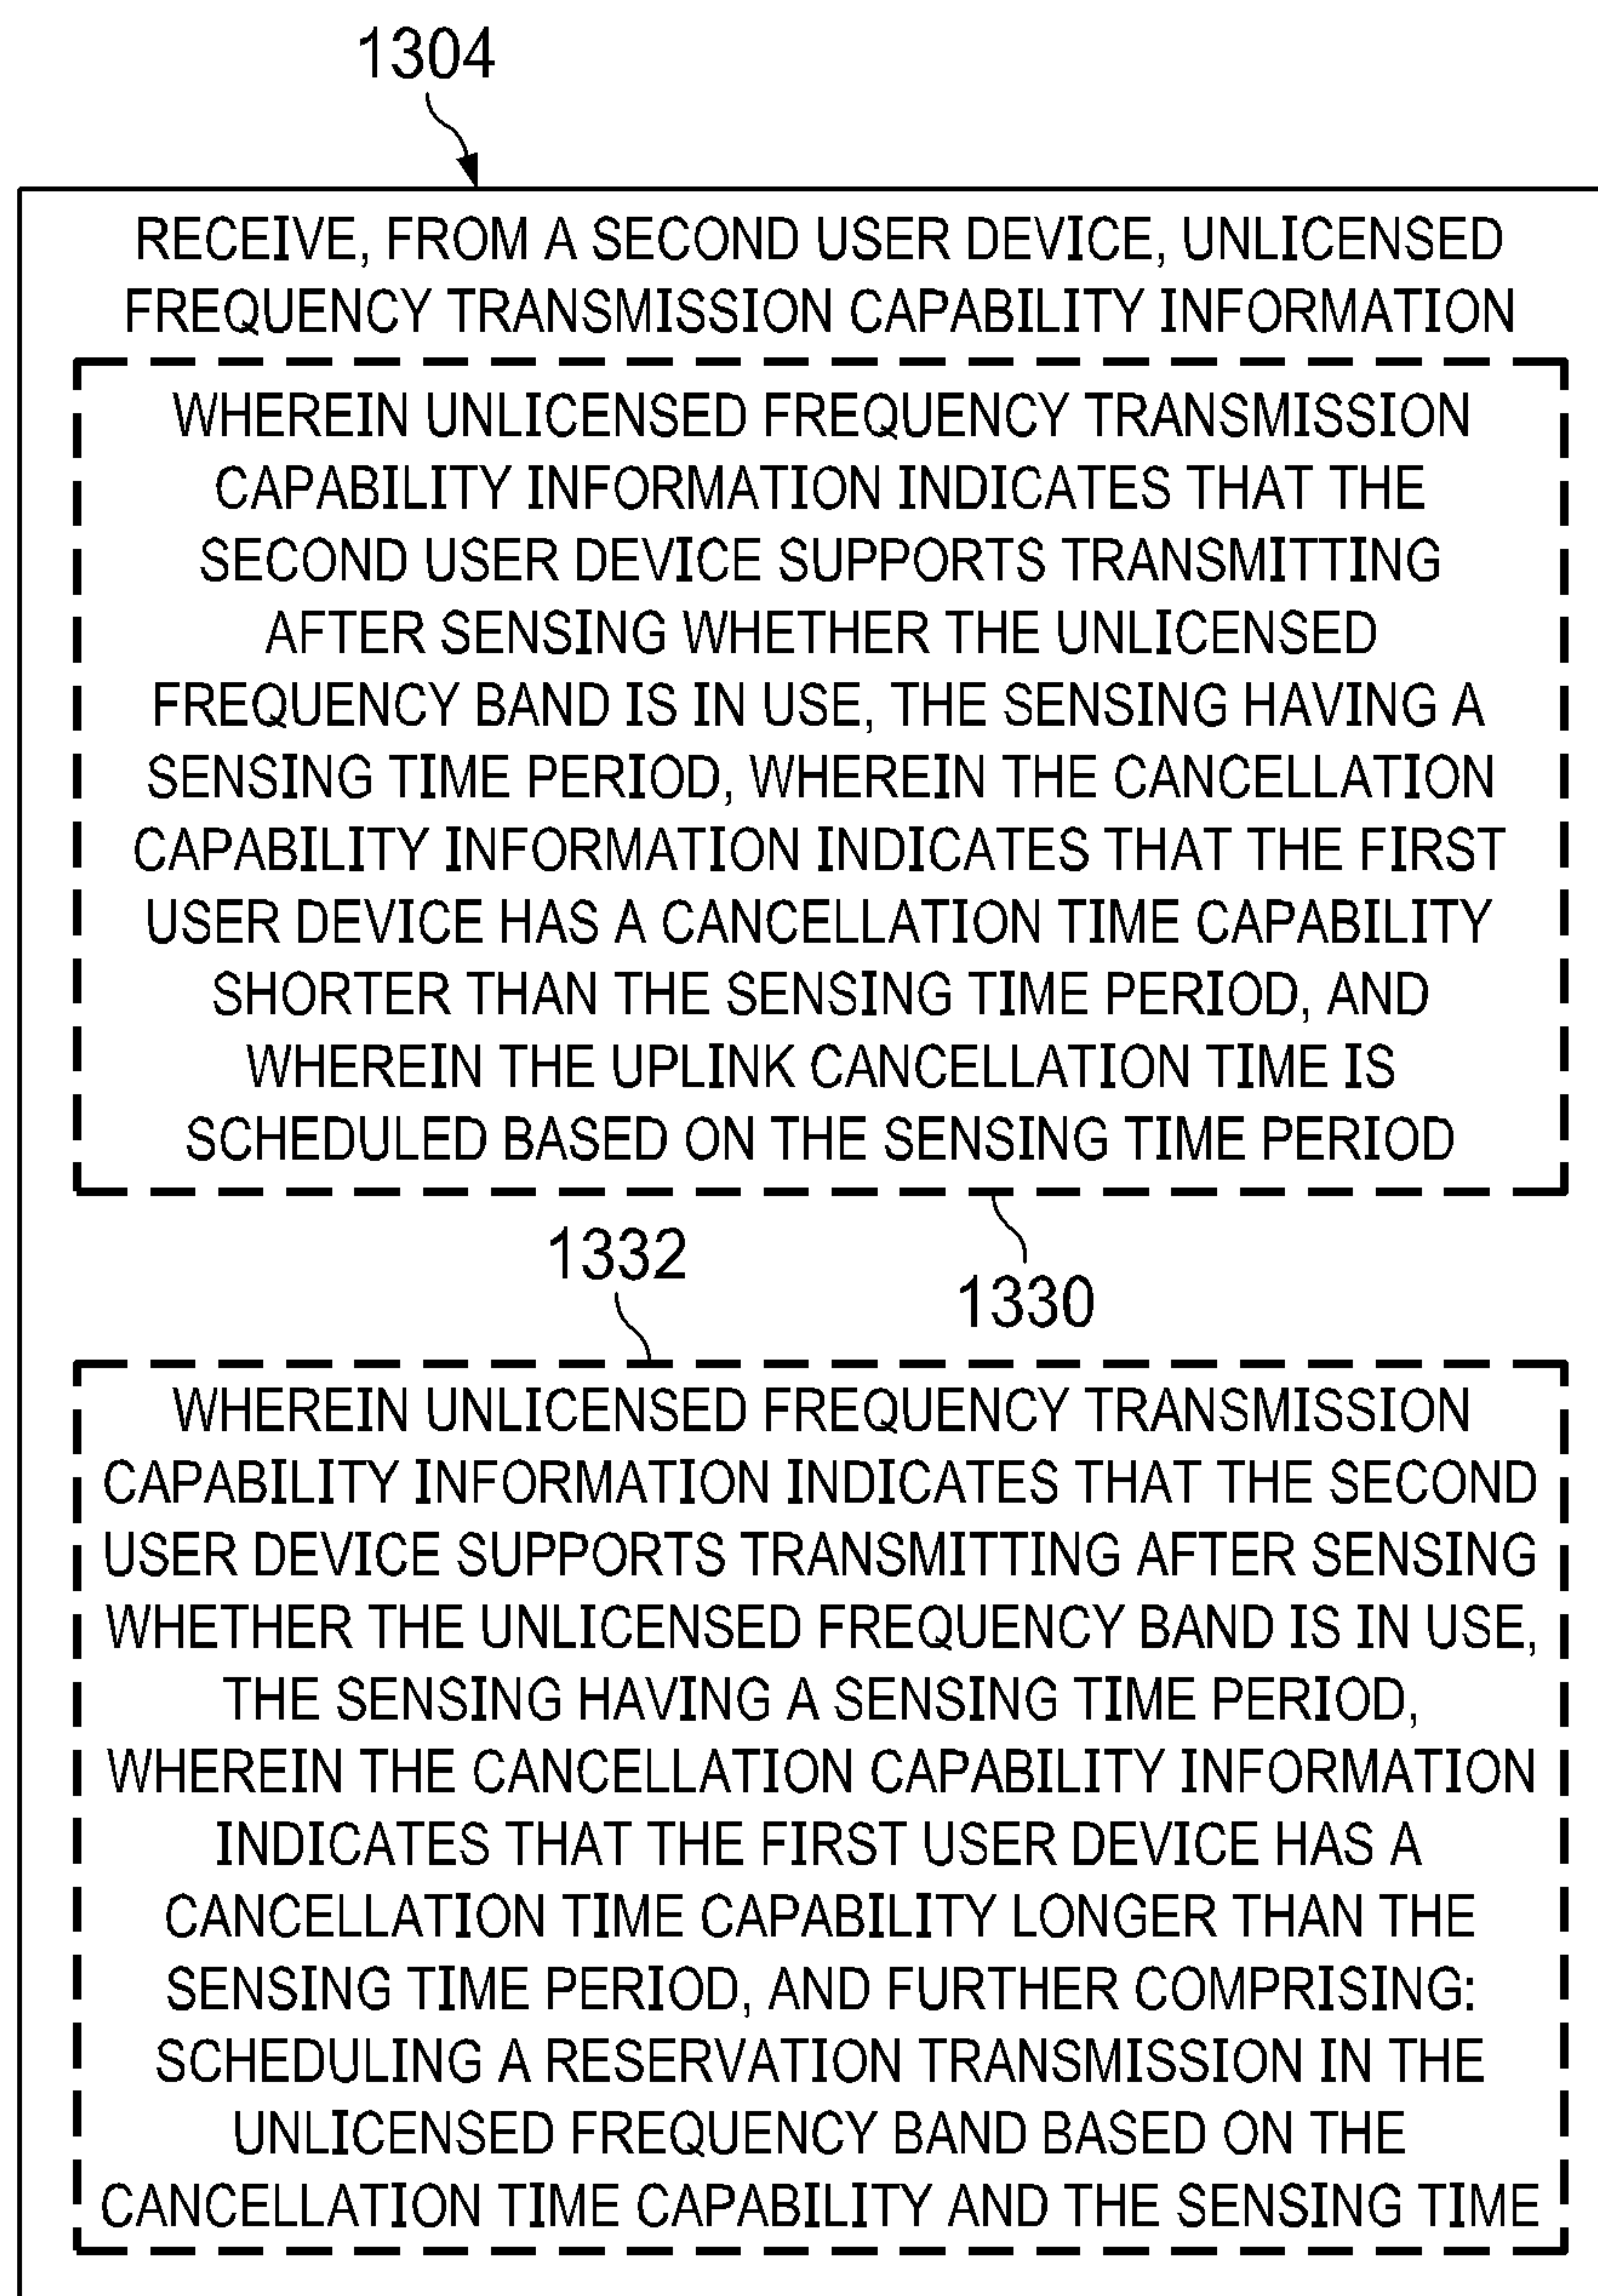 1304
RECEIVE, FROM A SECOND USER DEVICE, UNLICENSED
FREQUENCY TRANSMISSION CAPABILITY INFORMATION
WHEREIN UNLICENSED FREQUENCY TRANSMISSION
CAPABILITY INFORMATION INDICATES THAT THE
SECOND USER DEVICE SUPPORTS TRANSMITTING
AFTER SENSING WHETHER THE UNLICENSED
FREQUENCY BAND IS IN USE, THE SENSING HAVING A
SENSING TIME PERIOD, WHEREIN THE CANCELLATION
CAPABILITY INFORMATION INDICATES THAT THE FIRST
USER DEVICE HAS A CANCELLATION TIME CAPABILITY
SHORTER THAN THE SENSING TIME PERIOD, AND
WHEREIN THE UPLINK CANCELLATION TIME IS
SCHEDULED BASED ON THE SENSING TIME PERIOD
1330
1332
WHEREIN UNLICENSED FREQUENCY TRANSMISSION
CAPABILITY INFORMATION INDICATES THAT THE SECOND
USER DEVICE SUPPORTS TRANSMITTING AFTER SENSING
WHETHER THE UNLICENSED FREQUENCY BAND IS IN USE,
THE SENSING HAVING A SENSING TIME PERIOD,
WHEREIN THE CANCELLATION CAPABILITY INFORMATION
INDICATES THAT THE FIRST USER DEVICE HAS A
CANCELLATION TIME CAPABILITY LONGER THAN THE
SENSING TIME PERIOD, AND FURTHER COMPRISING:
SCHEDULING A RESERVATION TRANSMISSION IN THE
UNLICENSED FREQUENCY BAND BASED ON THE
CANCELLATION TIME CAPABILITY AND THE SENSING TIME